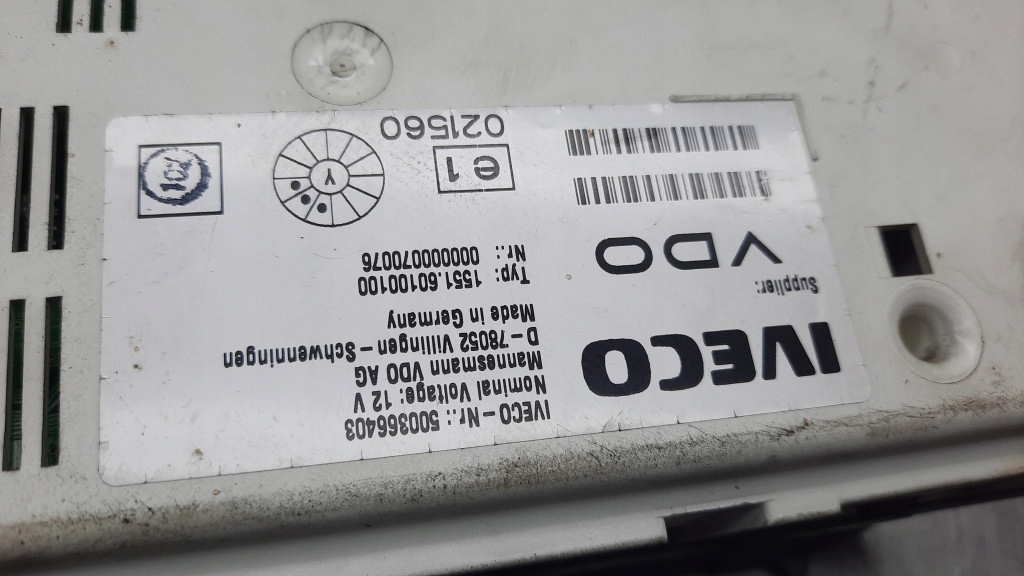 IVECO
Supplier:
VDO
IVECO-Nr.: 500366403
Nominal Voltage: 12 V
Mannesmann VDO AG
D-78052 Villingen-Schwenningen
Made in Germany
Typ: 1551.60100100
Nr.: 00000070076
e1
021560
Y